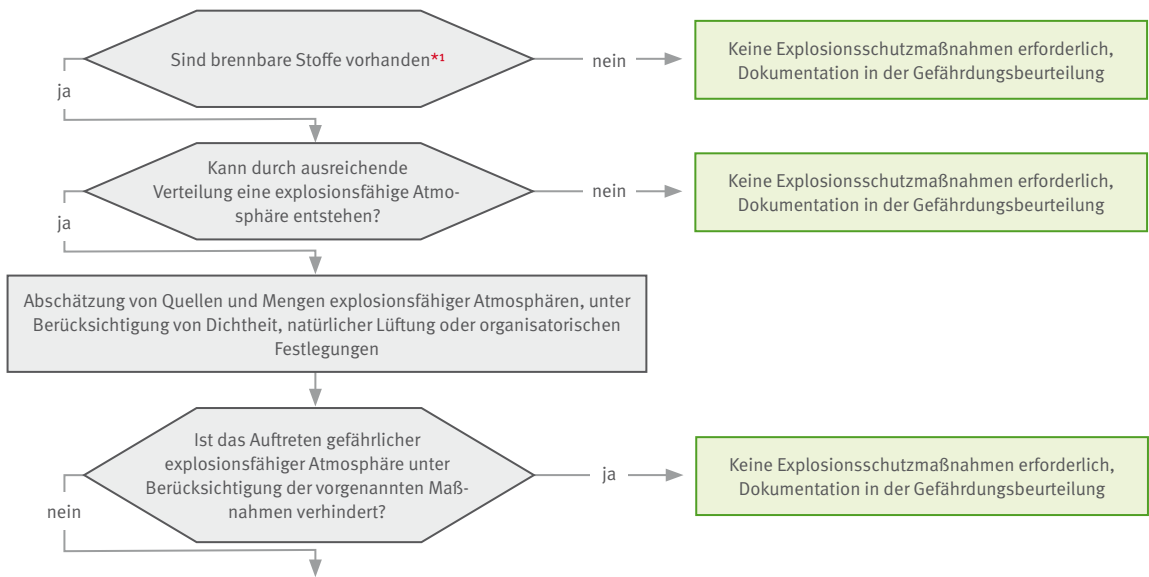 Sind brennbare Stoffe vorhanden*1
nein
Keine Explosionsschutzmaßnahmen erforderlich,
Dokumentation in der Gefährdungsbeurteilung
ja
Kann durch ausreichende
Verteilung eine explosionsfähige Atmo-
sphäre entstehen?
nein
Keine Explosionsschutzmaßnahmen erforderlich,
Dokumentation in der Gefährdungsbeurteilung
ja
Abschätzung von Quellen und Mengen explosionsfähiger Atmosphären, unter
Berücksichtigung von Dichtheit, natürlicher Lüftung oder organisatorischen
Festlegungen
Ist das Auftreten gefährlicher
explosionsfähiger Atmosphäre unter
Berücksichtigung der vorgenannten Maß-
nahmen verhindert?
ja
Keine Explosionsschutzmaßnahmen erforderlich,
Dokumentation in der Gefährdungsbeurteilung
nein